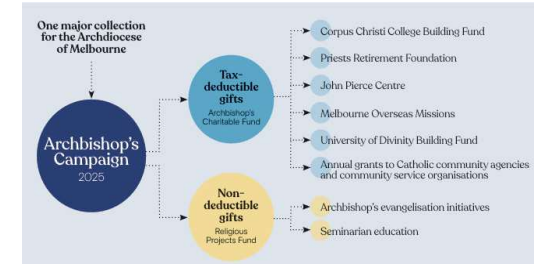 One major collection
for the Archdiocese
of Melbourne
Archbishop's
Campaign
2025
Tax-
deductible
gifts
Archbishop's
Charitable Fund
Non-
deductible
gifts
Religious
Projects Fund
Corpus Christi College Building Fund
Priests Retirement Foundation
John Pierce Centre
Melbourne Overseas Missions
University of Divinity Building Fund
Annual grants to Catholic community agencies
and community service organisations
Archbishop's evangelisation initiatives
Seminarian education